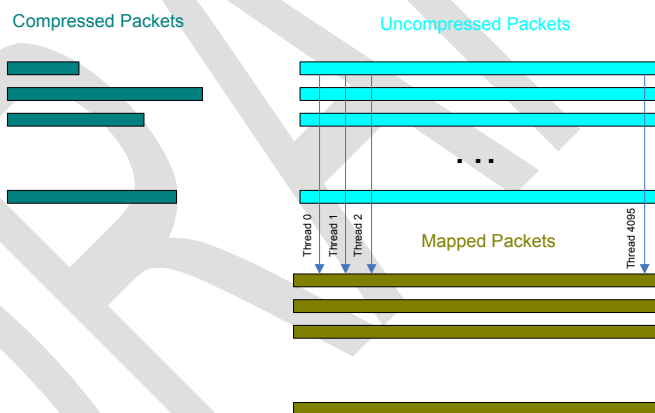 Compressed Packets
Uncompressed Packets
. . .
Thread 0
Thread 1
Thread 2
Thread 4095
Mapped Packets